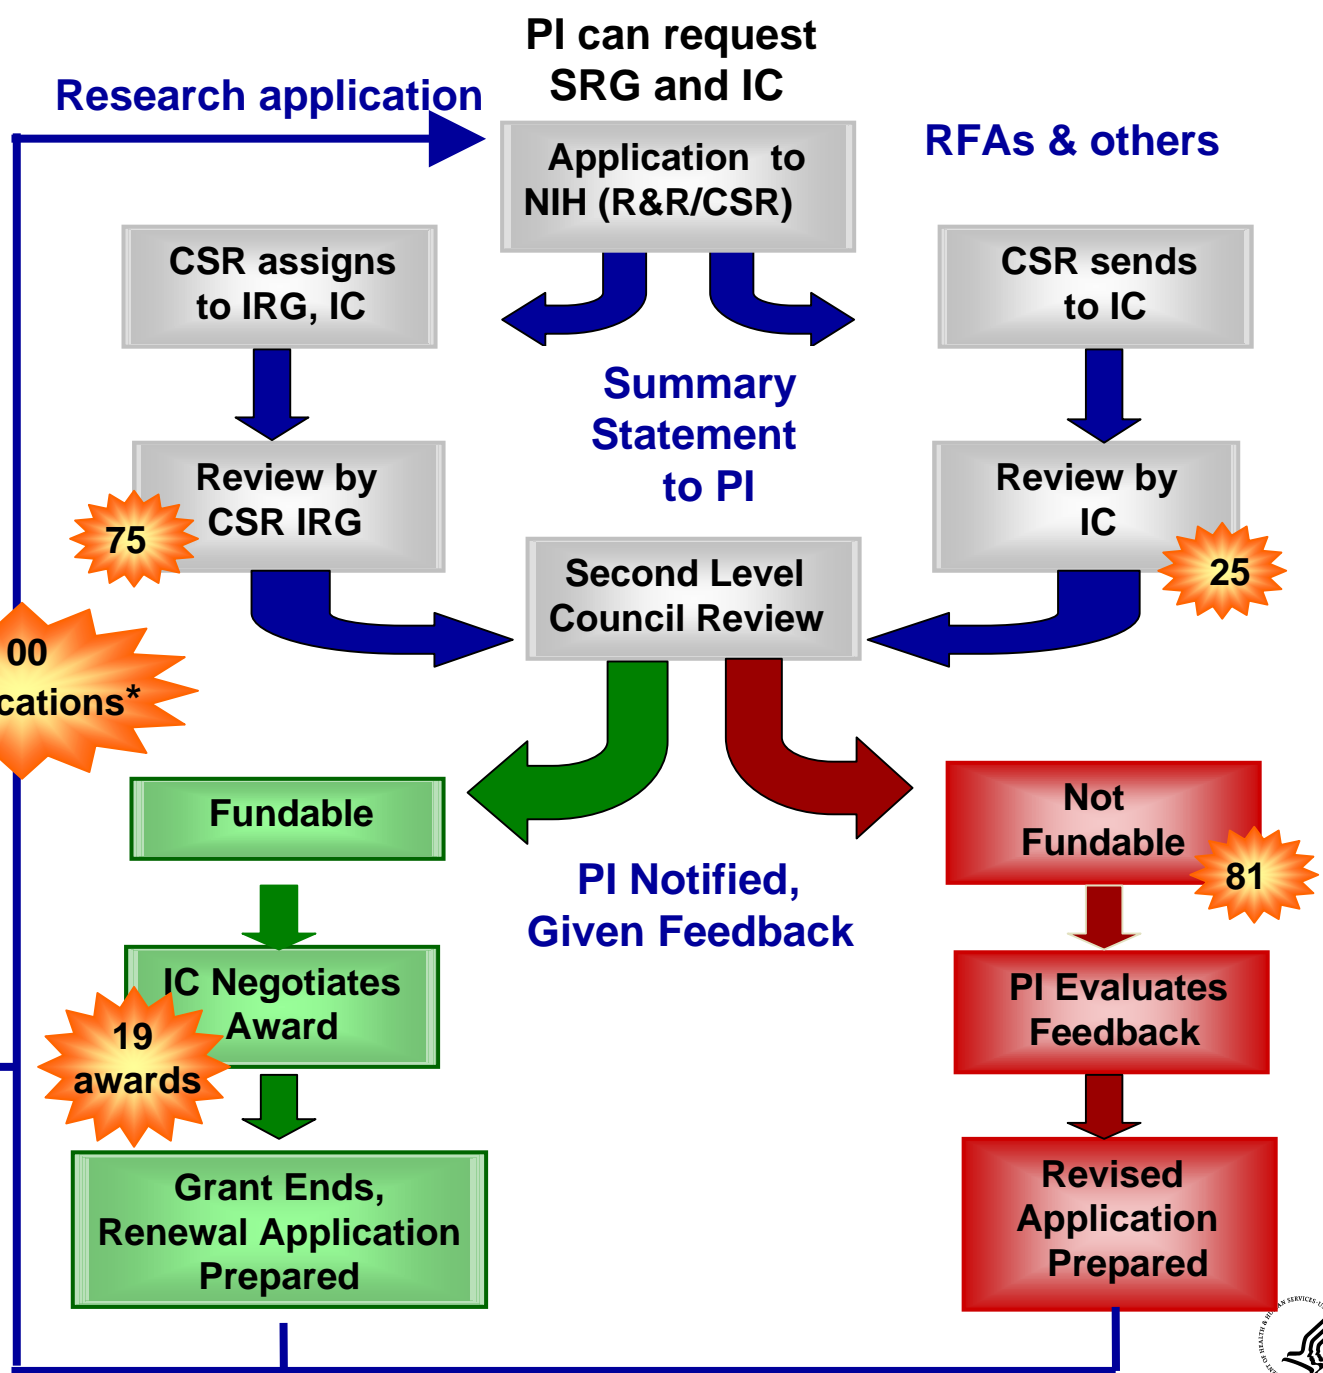 PI can request
SRG and IC
Research application
RFAs & others
Application to
NIH (R&R/CSR)
CSR assigns
to IRG, IC
CSR sends
to IC
Summary
Statement
to PI
Review by
CSR IRG
75
Review by
IC
25
Second Level
Council Review
00
cations*
Fundable
Not
Fundable
81
PI Notified,
Given Feedback
IC Negotiates
Award
19
awards
PI Evaluates
Feedback
Grant Ends,
Renewal Application
Prepared
Revised
Application
Prepared